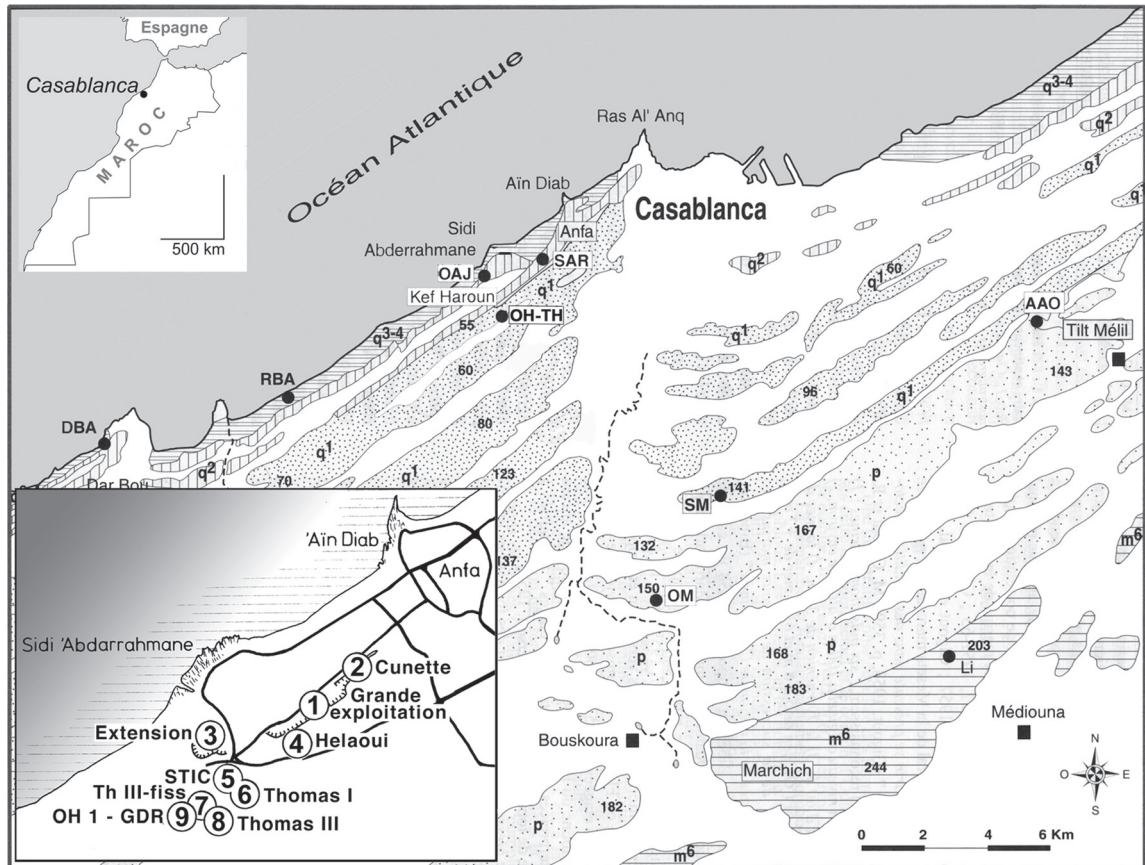 Espagne
Casablanca
MAROC
500 km
Océan Atlantique
Ras Al' Anq
Aïn Diab
Casablanca
Sidi
Abderrahmane
Anfa
SAR
OAJ
Kef Haroun
OH-TH
q1
55
60
q3-4
RBA
DBA
q2
80
q1
q1
70
123
137
Dar Bou
q3-4
q2
q1
q2
q1
60
q1
AAO
Tilt Mélil
143
96
q1
141
SM
p
167
132
150
OM
m6
p
168
p
183
203
Li
Médiouna
Bouskoura
m6
Marchich
244
182
p
m6
N
O
E
S
0 2 4 6 Km
'Aïn Diab
Anfa
Sidi 'Abdarrahmane
2 Cunette
1 Grande
exploitation
Extension 3
4 Helaoui
STIC 5
6 Thomas I
Th III-fiss 7
OH 1 - GDR 9
8 Thomas III